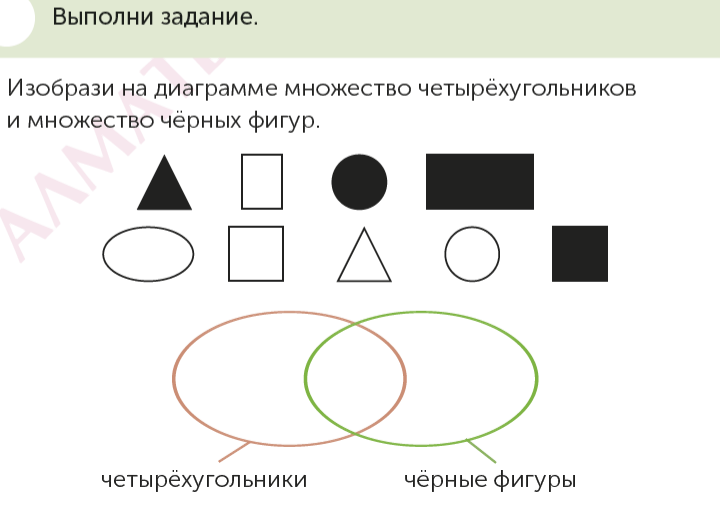 Выполни задание.
Изобрази на диаграмме множество четырёхугольников
и множество чёрных фигур.
четырёхугольники
чёрные фигуры